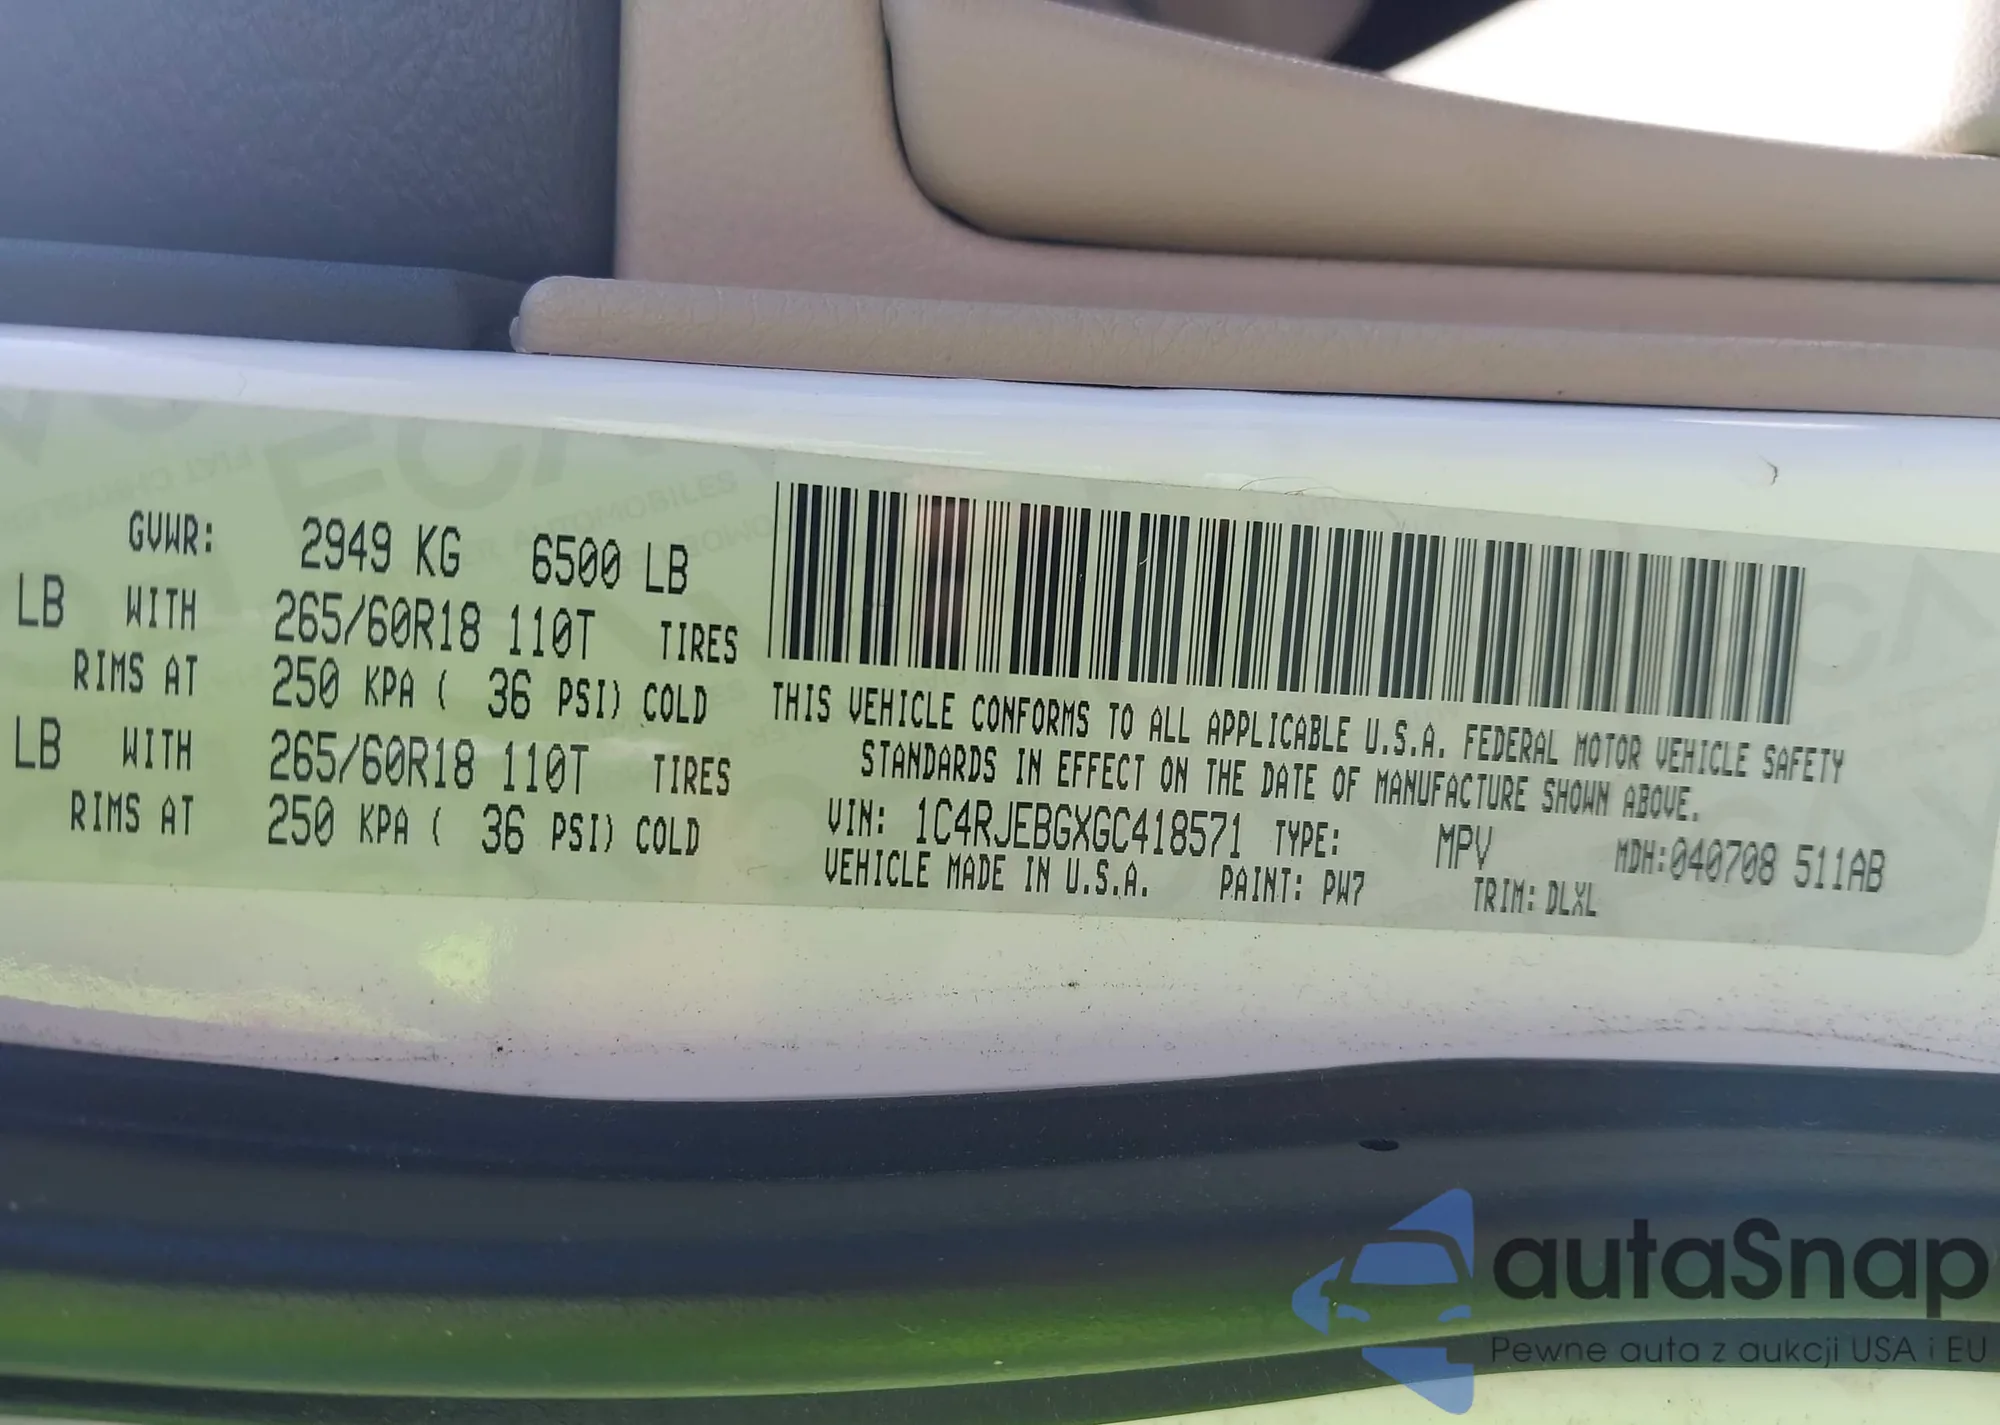 GVWR: 2949 KG 6500 LB
LB WITH 265/60R18 110T TIRES
RIMS AT 250 KPA ( 36 PSI) COLD
LB WITH 265/60R18 110T TIRES
RIMS AT 250 KPA ( 36 PSI) COLD
THIS VEHICLE CONFORMS TO ALL APPLICABLE U.S.A. FEDERAL MOTOR VEHICLE SAFETY
STANDARDS IN EFFECT ON THE DATE OF MANUFACTURE SHOWN ABOVE.
VIN: 1C4RJEBGXGC418571 TYPE: MPV MDH:040708 511AB
VEHICLE MADE IN U.S.A. PAINT: PW7 TRIM: DLXL
autaSnap
Pewne auta z aukcji USA i EU